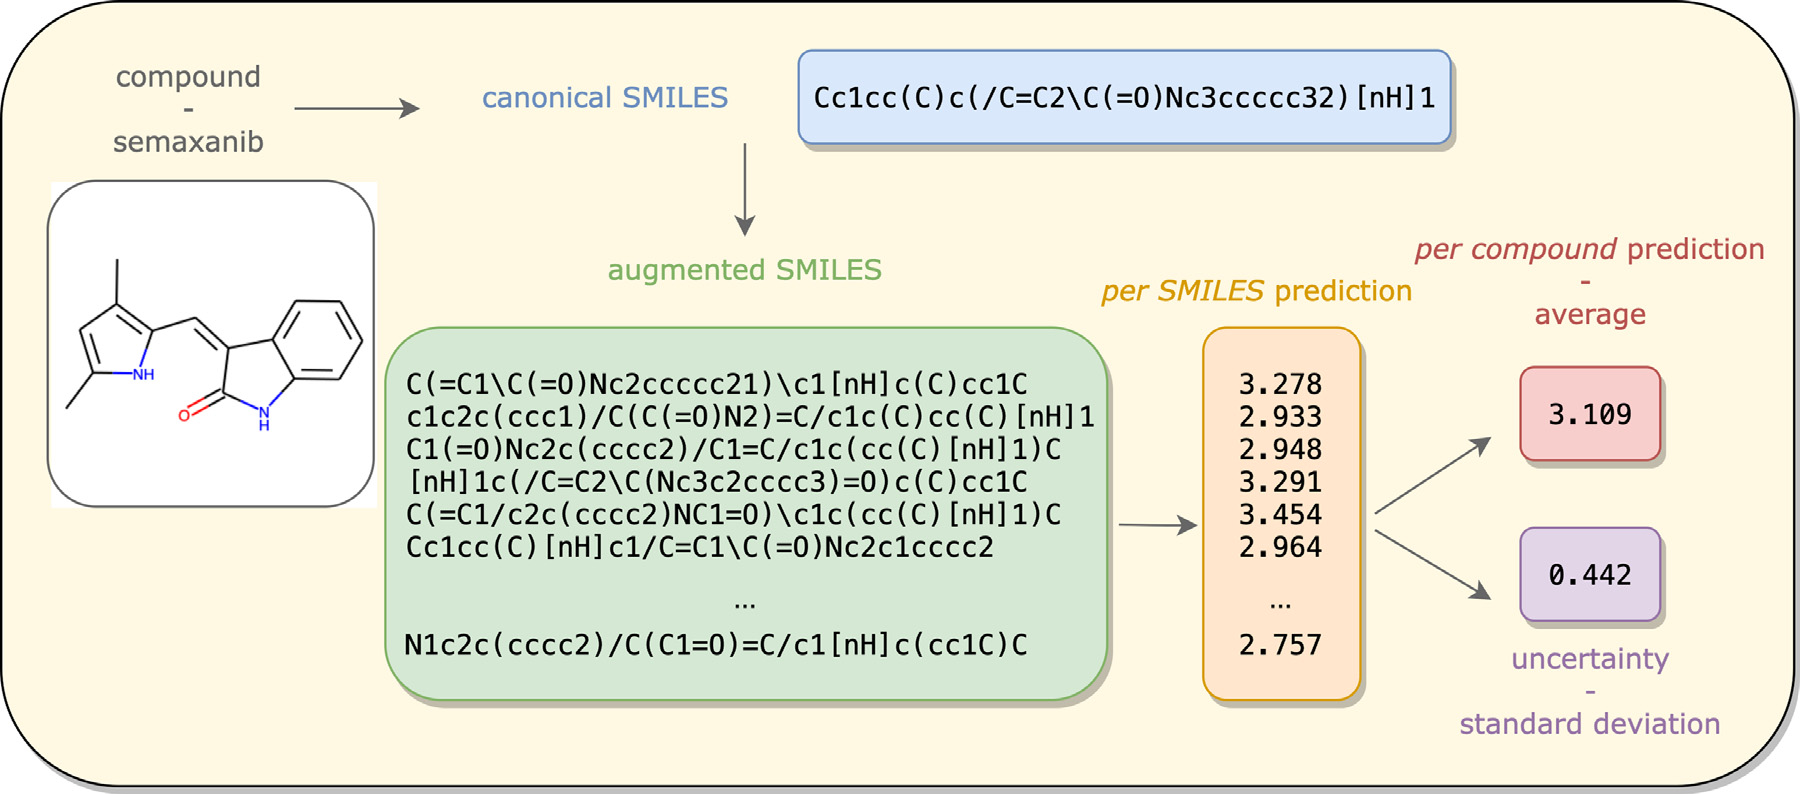 compound
-
semaxanib
canonical SMILES
Cc1cc(C)c(/C=C2\C(=O)Nc3ccccc32)[nH]1
NH
O
N
H
augmented SMILES
C(=C1\C(=O)Nc2ccccc21)\c1[nH]c(C)cc1C
c1c2c(ccc1)/C(C(=O)N2)=C/c1c(C)cc(C)[nH]1
C1(=O)Nc2c(cccc2)/C1=C/c1c(cc(C)[nH]1)C
[nH]1c(/C=C2\C(Nc3c2cccc3)=O)c(C)cc1C
C(=C1/c2c(cccc2)NC1=O)\c1c(cc(C)[nH]1)C
Cc1cc(C)[nH]c1/C=C1\C(=O)Nc2c1cccc2
...
N1c2c(cccc2)/C(C1=O)=C/c1[nH]c(cc1C)C
per SMILES prediction
3.278
2.933
2.948
3.291
3.454
2.964
...
2.757
per compound prediction
-
average
3.109
0.442
uncertainty
-
standard deviation